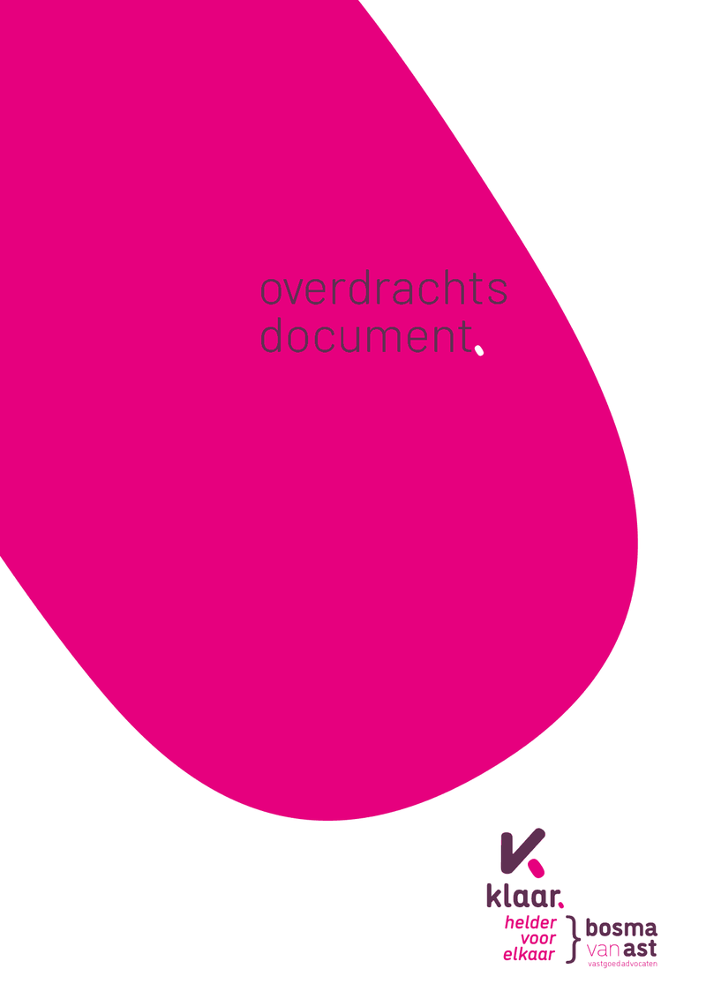 overdrachts
document.
klaar.
helder
voor
elkaar
}
bosma
van ast
vastgoedadvocaten